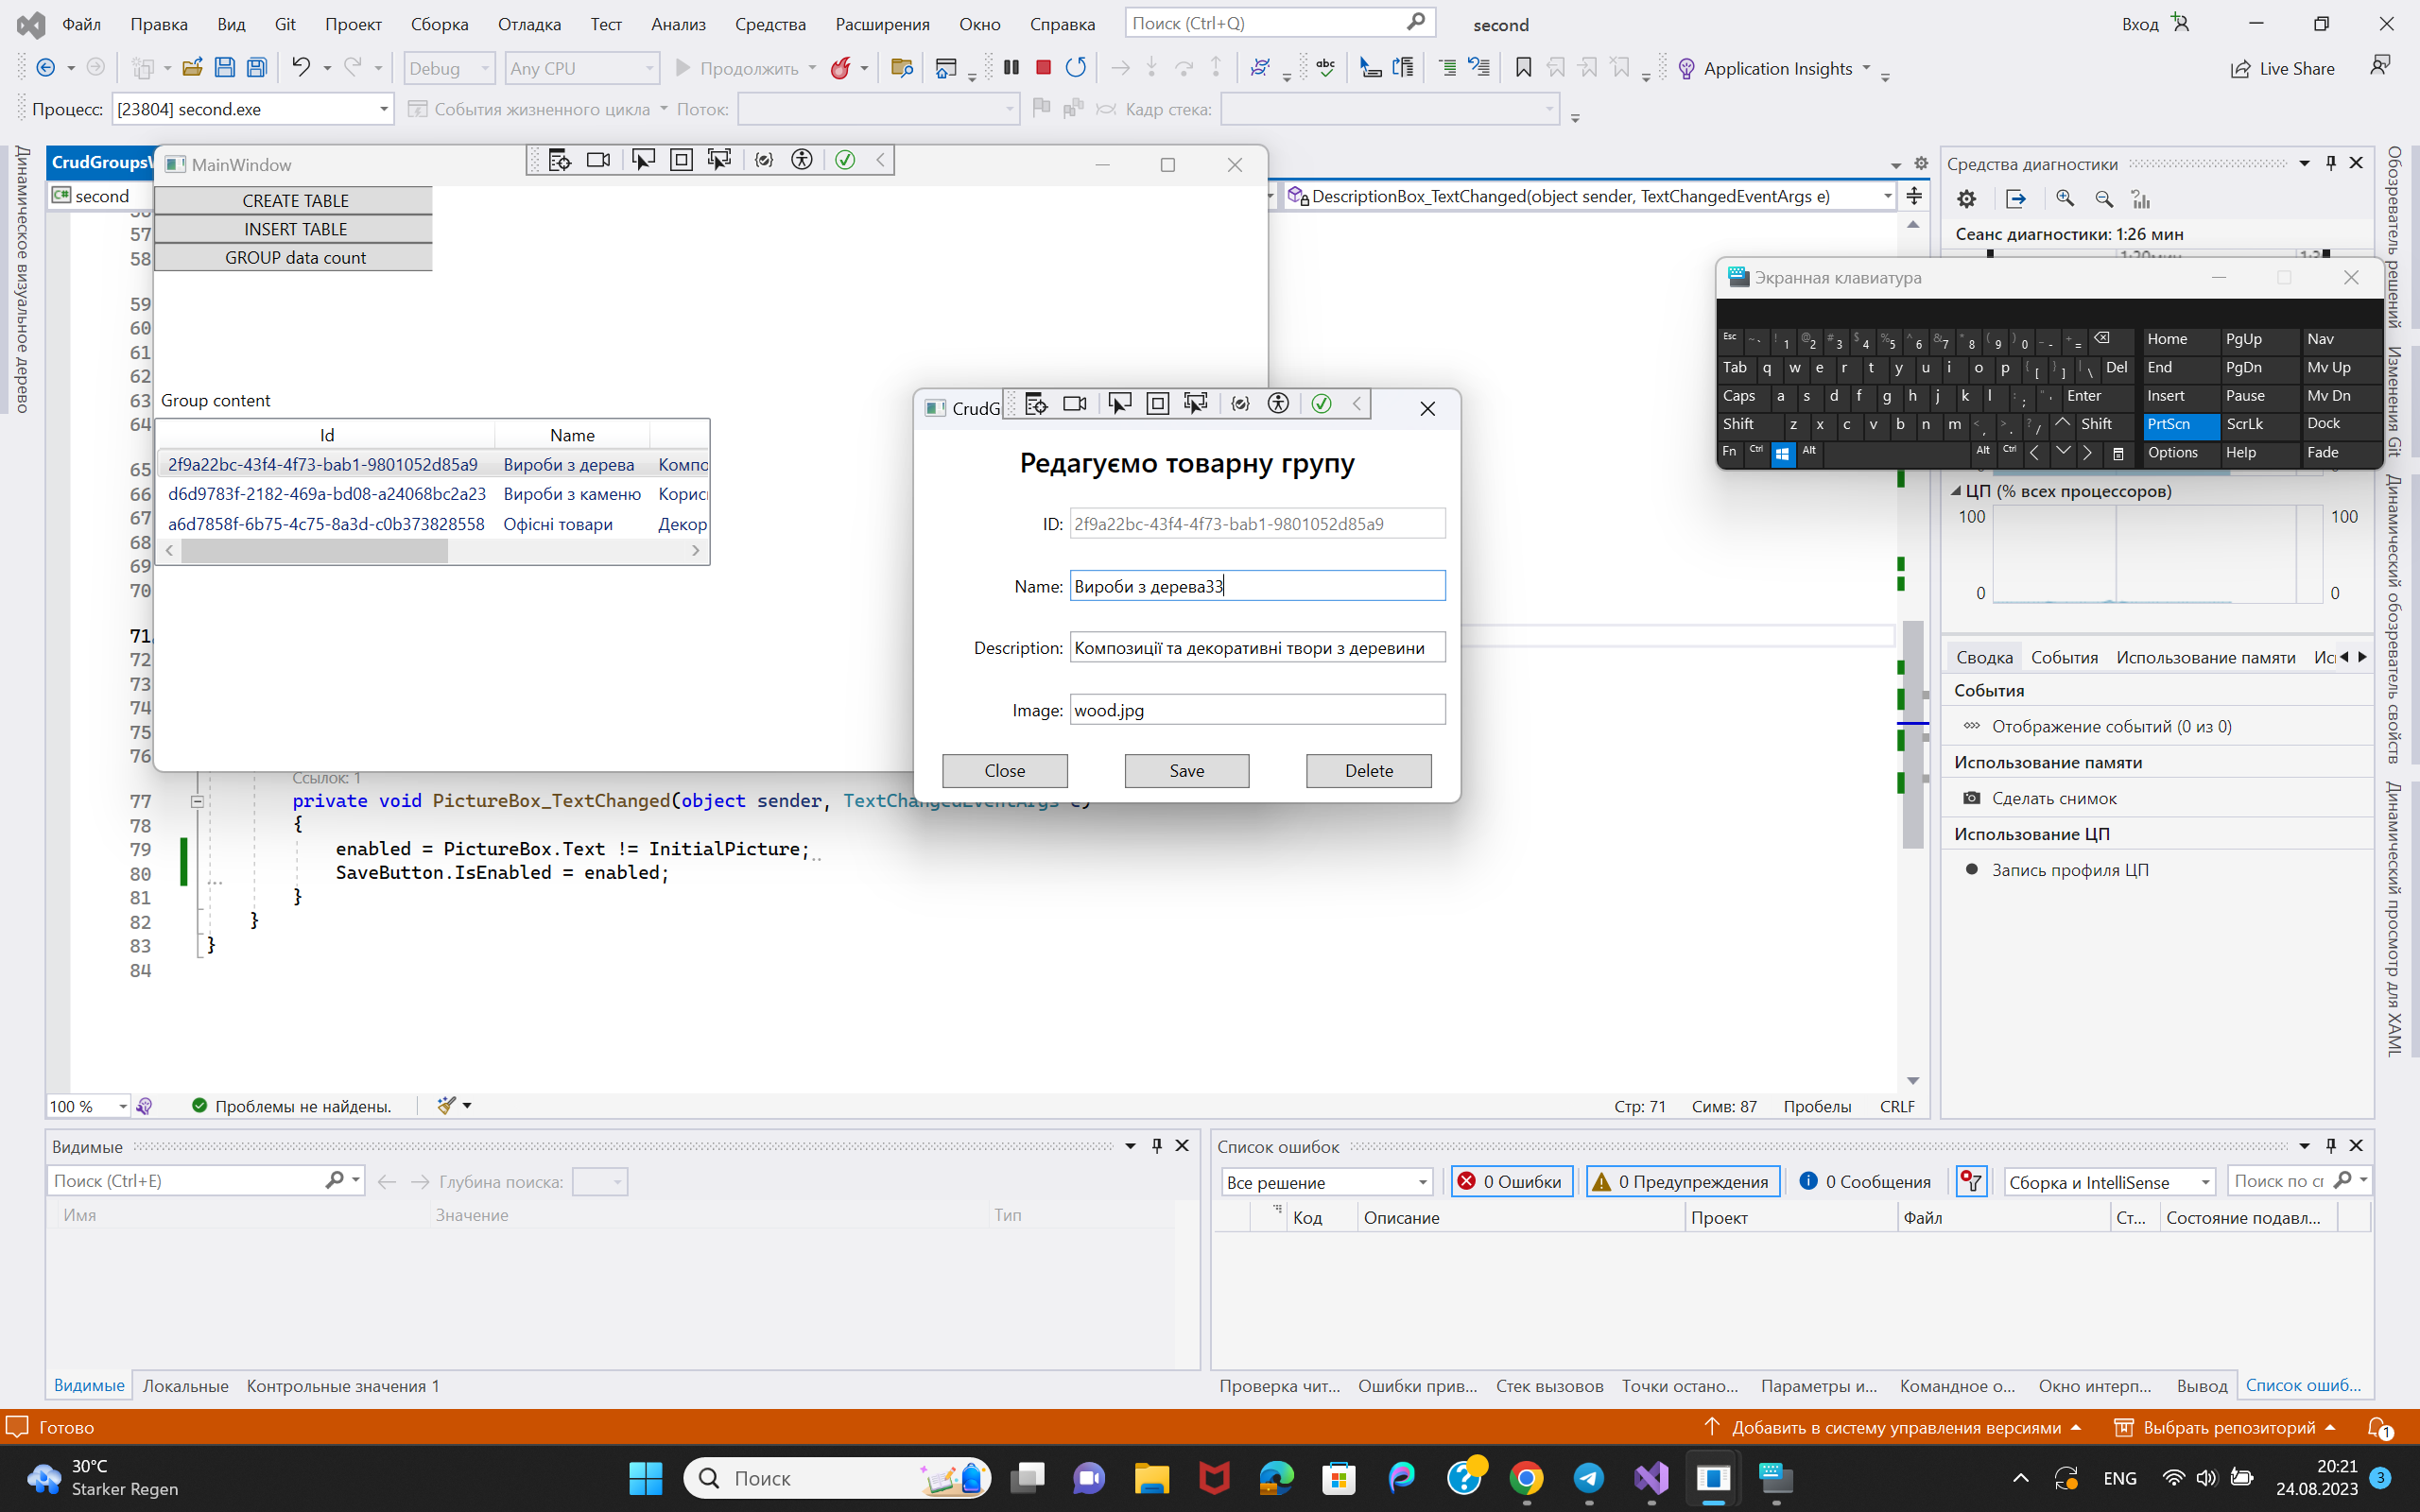 Файл Правка Вид Git Проект Сборка Отладка Тест Анализ Средства Расширения Окно Справка Поиск (Ctrl+Q) second Вход
Debug Any CPU Продолжить Application Insights Live Share
Процесс: [23804] second.exe События жизненного цикла Поток: Кадр стека:
Динамическое визуальное дерево
CrudGroupsW
second
DescriptionBox_TextChanged(object sender, TextChangedEventArgs e)
MainWindow
CREATE TABLE
INSERT TABLE
GROUP data count
Group content
Id Name
2f9a22bc-43f4-4f73-bab1-9801052d85a9 Вироби з дерева Компо
d6d9783f-2182-469a-bd08-a24068bc2a23 Вироби з каменю Корис
a6d7858f-6b75-4c75-8a3d-c0b373828558 Офісні товари Декор
CrudG
Редагуємо товарну групу
ID: 2f9a22bc-43f4-4f73-bab1-9801052d85a9
Name: Вироби з дерева33
Description: Композиції та декоративні твори з деревини
Image: wood.jpg
Close Save Delete
57
58
59
60
61
62
63
64
65
66
67
68
69
70
71
72
73
74
75
76
Ссылок: 1
77 private void PictureBox_TextChanged(object sender, TextChangedEventArgs e)
78 {
79 enabled = PictureBox.Text != InitialPicture;
80 SaveButton.IsEnabled = enabled;
81 }
82 }
83 }
84
100 % Проблемы не найдены. Стр: 71 Симв: 87 Пробелы CRLF
Средства диагностики
Сеанс диагностики: 1:26 мин
Экранная клавиатура
Esc ~ ` ! 1 @ 2 # 3 $ 4 % 5 ^ 6 & 7 * 8 ( 9 ) 0 _ - + = Home PgUp Nav
Tab q w e r t y u i o p { [ } ] | \ Del End PgDn Mv Up
Caps a s d f g h j k l : ; " ' Enter Insert Pause Mv Dn
Shift z x c v b n m < , > . ? / Shift PrtScn ScrLk Dock
Fn Ctrl Alt Alt Ctrl Options Help Fade
ЦП (% всех процессоров)
100 100
0 0
Сводка События Использование памяти Ис
События
Отображение событий (0 из 0)
Использование памяти
Сделать снимок
Использование ЦП
Запись профиля ЦП
Обозреватель решений
Изменения Git
Динамический обозреватель свойств
Динамический просмотр для XAML
Видимые
Поиск (Ctrl+E) Глубина поиска:
Имя Значение Тип
Видимые Локальные Контрольные значения 1
Список ошибок
Все решение 0 Ошибки 0 Предупреждения 0 Сообщения Сборка и IntelliSense Поиск по сп
Код Описание Проект Файл Ст... Состояние подавл...
Проверка чит... Ошибки прив... Стек вызовов Точки остано... Параметры и... Командное о... Окно интерп... Вывод Список ошиб...
Готово Добавить в систему управления версиями Выбрать репозиторий 1
30°C
Starker Regen
Поиск
ENG
20:21
24.08.2023
3